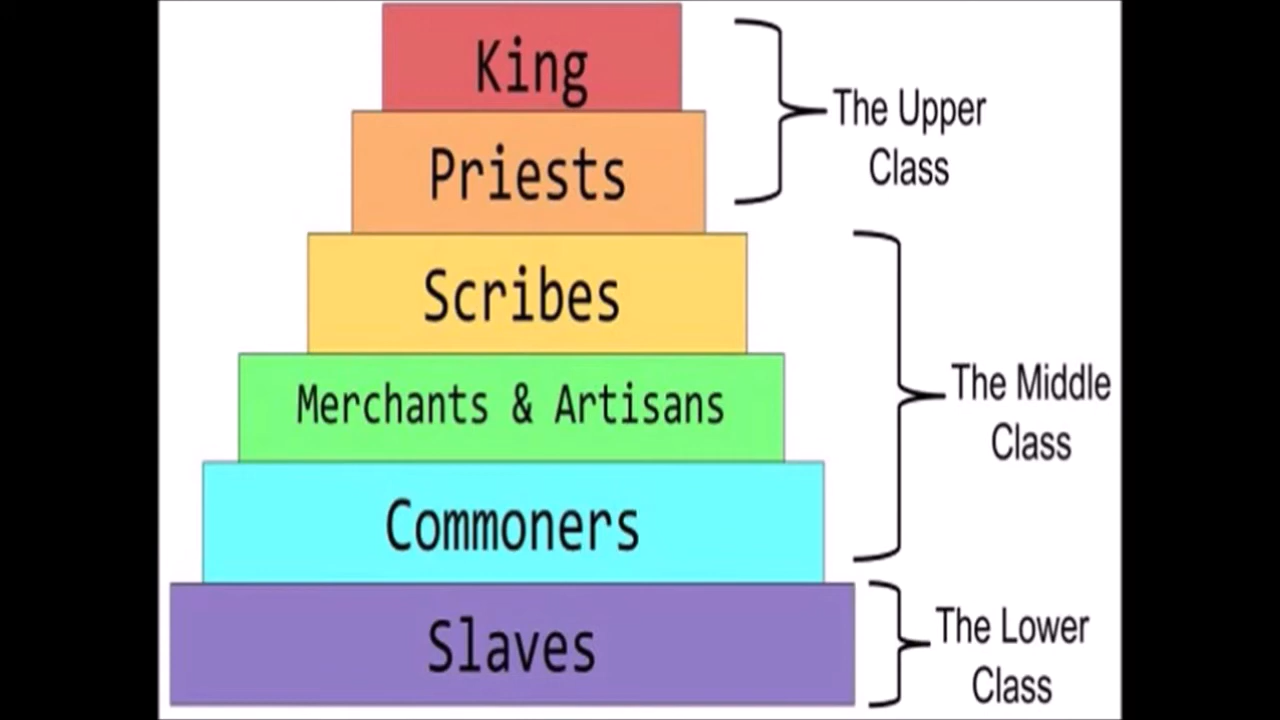 King
Priests
Scribes
Merchants & Artisans
Commoners
Slaves
The Upper
Class
The Middle
Class
The Lower
Class